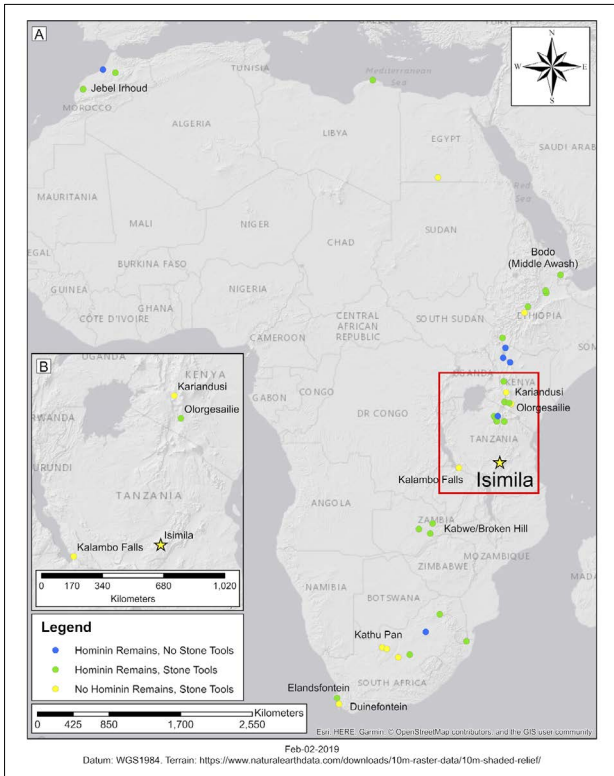 A
N
W
E
S
TUNISIA
Mediterranean
Sea
Jebel Irhoud
MOROCCO
ALGERIA
LIBYA
EGYPT
SAUDI ARAB
Red
Sea
MAURITANIA
MALI
NIGER
SUDAN
CHAD
Bodo
(Middle Awash)
EGAL
BURKINA FASO
GUINEA
NIGERIA
GHANA
CÔTE D'IVOIRE
ETHIOPIA
CENTRAL
AFRICAN
REPUBLIC
SOUTH SUDAN
CAMEROON
SOM
UGANDA
KENYA
GABON
CONGO
DR CONGO
Kariandusi
Olorgesailie
TANZANIA
Isimila
Kalambo Falls
ANGOLA
ZAMBIA
Kabwe/Broken Hill
MOZAMBIQUE
ZIMBABWE
MADA
NAMIBIA
BOTSWANA
Kathu Pan
SOUTH AFRICA
Elandsfontein
Duinefontein
B
UGANDA
KENYA
Kariandusi
Olorgesailie
RWANDA
URUNDI
TANZANIA
Isimila
Kalambo Falls
0 170 340 680 1,020
Kilometers
Legend
Hominin Remains, No Stone Tools
Hominin Remains, Stone Tools
No Hominin Remains, Stone Tools
Kilometers
0 425 850 1,700 2,550
Esri, HERE, Garmin, © OpenStreetMap contributors, and the GIS user community
Feb-02-2019
Datum: WGS1984. Terrain: https://www.naturalearthdata.com/downloads/10m-raster-data/10m-shaded-relief/